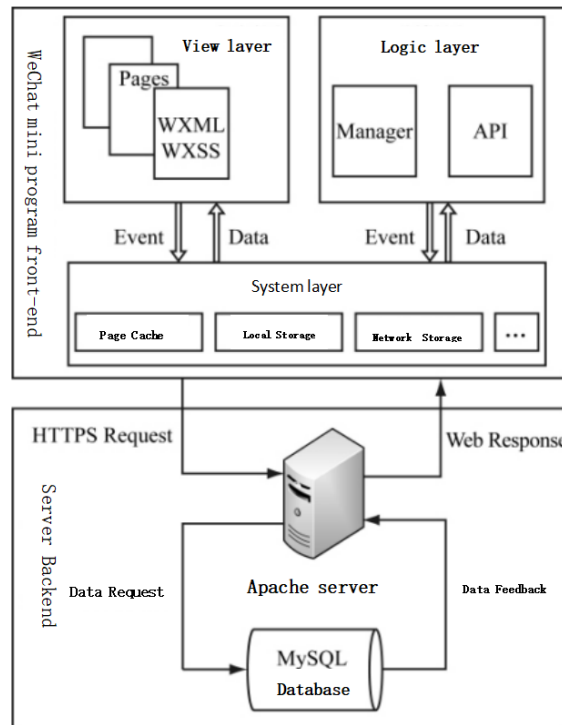 WeChat mini program front-end
View laver
Logic layer
Pages
WXML
WXSS
Manager
API
Event
Data
Event
Data
System layer
Page Cache
Local Storage
Network Storage
...
HTTPS Request
Web Response
Server Backend
Data Request
Apache server
Data Feedback
MySQL
Database